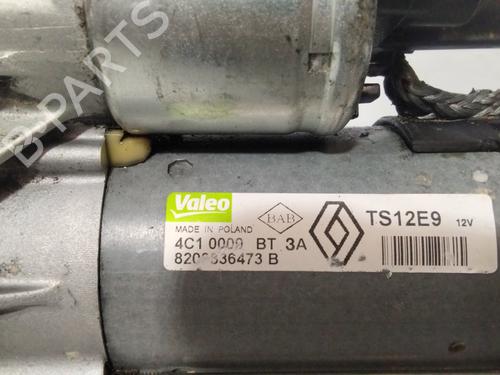 B-PARTS
Valeo
BAB
TS12E9 12V
MADE IN POLAND
4C1 0009 BT 3A
8200836473 B